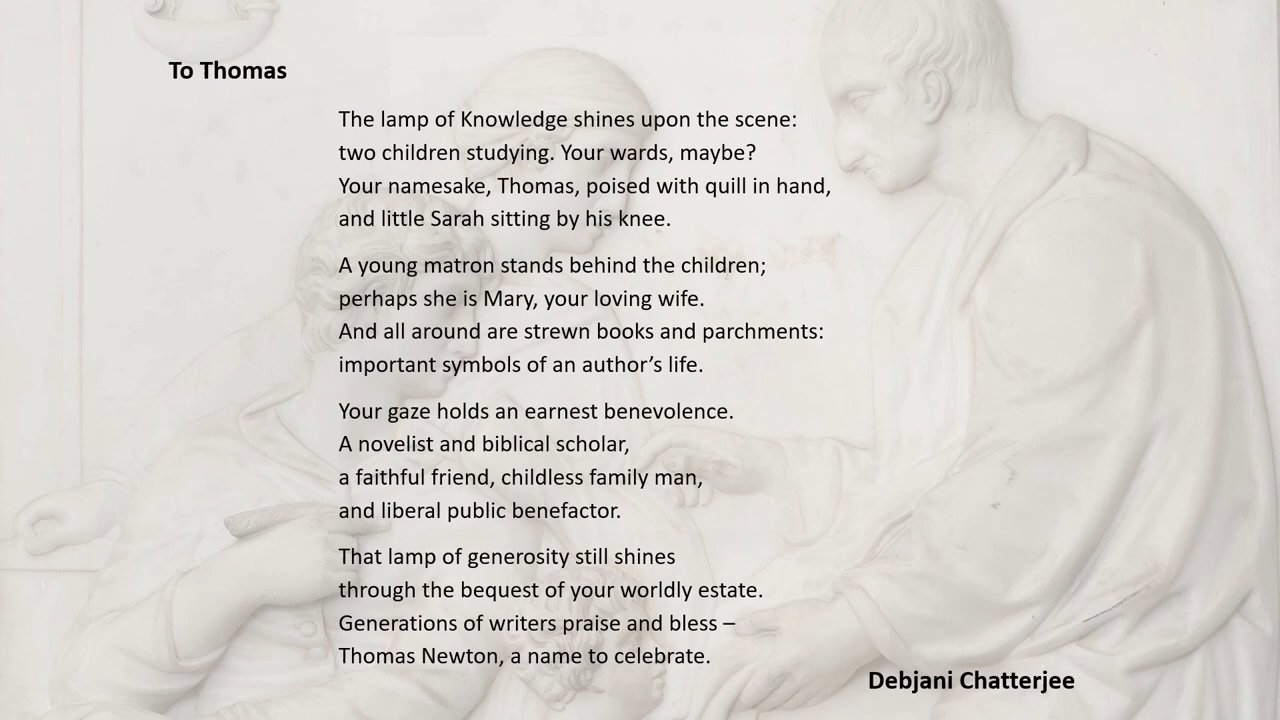 To Thomas
The lamp of Knowledge shines upon the scene:
two children studying. Your wards, maybe?
Your namesake, Thomas, poised with quill in hand,
and little Sarah sitting by his knee.
A young matron stands behind the children;
perhaps she is Mary, your loving wife.
And all around are strewn books and parchments:
important symbols of an author’s life.
Your gaze holds an earnest benevolence.
A novelist and biblical scholar,
a faithful friend, childless family man,
and liberal public benefactor.
That lamp of generosity still shines
through the bequest of your worldly estate.
Generations of writers praise and bless –
Thomas Newton, a name to celebrate.
Debjani Chatterjee